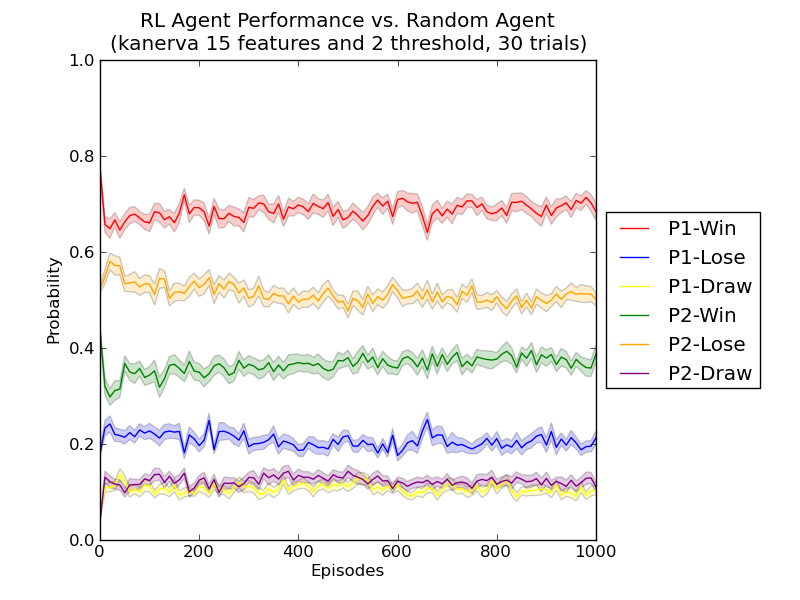 RL Agent Performance vs. Random Agent
(kanerva 15 features and 2 threshold, 30 trials)
1.0
0.8
0.6
0.4
0.2
0.0
Probability
0
200
400
600
800
1000
Episodes
P1-Win
P1-Lose
P1-Draw
P2-Win
P2-Lose
P2-Draw